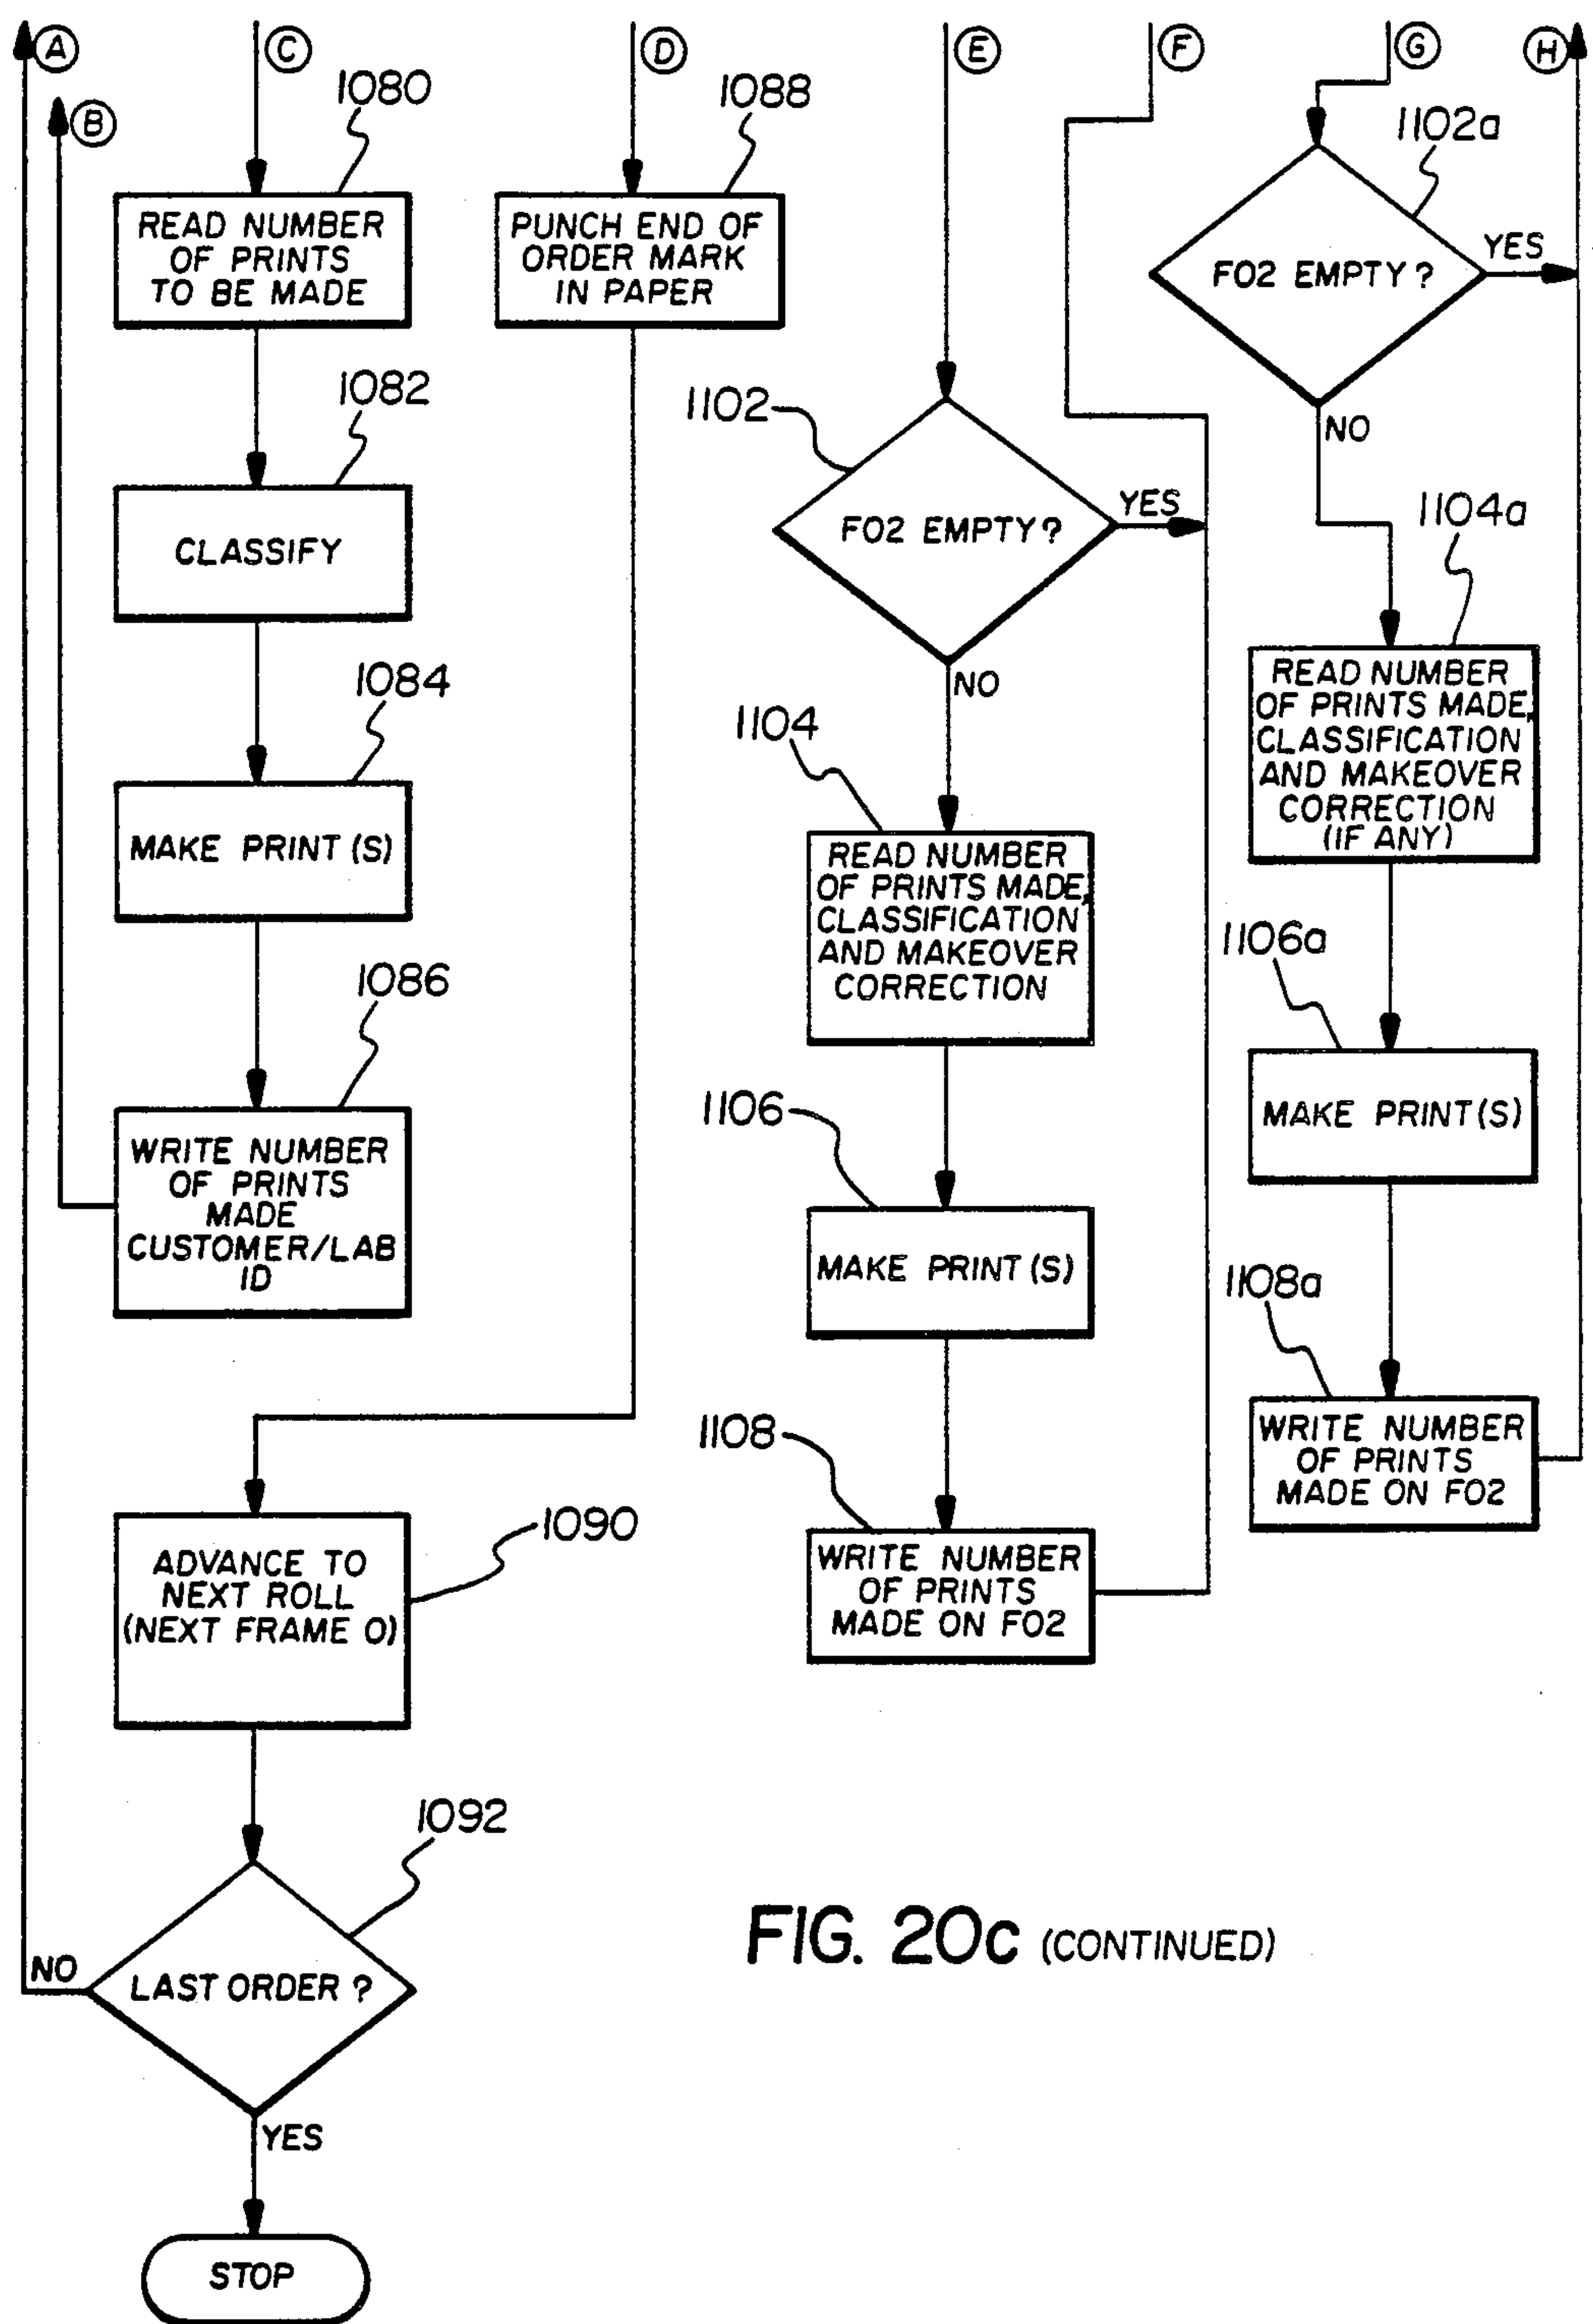 A
B
C
1080
READ NUMBER
OF PRINTS
TO BE MADE
1082
CLASSIFY
1084
MAKE PRINT (S)
1086
WRITE NUMBER
OF PRINTS
MADE
CUSTOMER/LAB
ID
D
1088
PUNCH END OF
ORDER MARK
IN PAPER
1090
ADVANCE TO
NEXT ROLL
(NEXT FRAME O)
1092
LAST ORDER ?
NO
YES
STOP
E
F
1102
FO2 EMPTY ?
YES
NO
1104
READ NUMBER
OF PRINTS MADE,
CLASSIFICATION
AND MAKEOVER
CORRECTION
1106
MAKE PRINT (S)
1108
WRITE NUMBER
OF PRINTS
MADE ON FO2
G
H
1102a
FO2 EMPTY ?
YES
NO
1104a
READ NUMBER
OF PRINTS MADE,
CLASSIFICATION
AND MAKEOVER
CORRECTION
(IF ANY)
1106a
MAKE PRINT (S)
1108a
WRITE NUMBER
OF PRINTS
MADE ON FO2
FIG. 20c (CONTINUED)